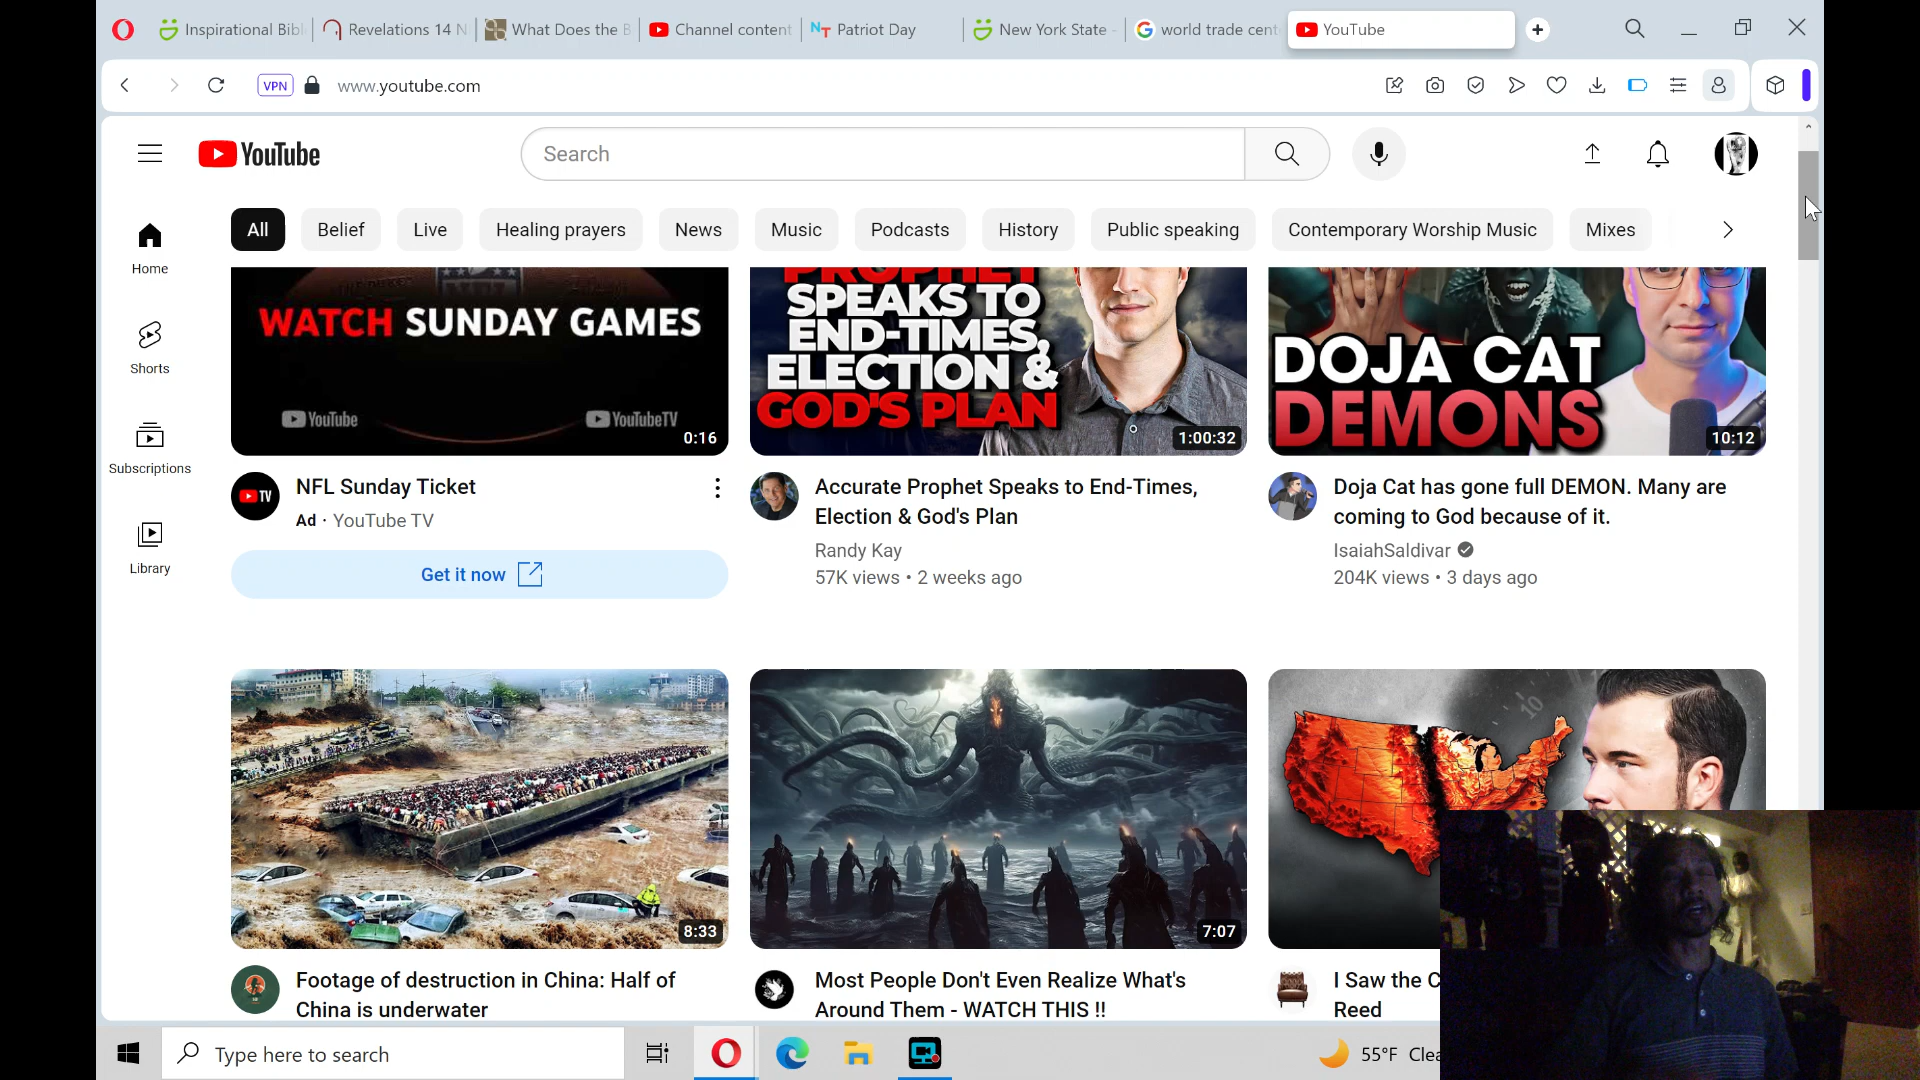 Inspirational Bib
Revelations 14 N
What Does the B
Channel content
Patriot Day
New York State -
world trade cent
YouTube
VPN
www.youtube.com
YouTube
Search
All
Belief
Live
Healing prayers
News
Music
Podcasts
History
Public speaking
Contemporary Worship Music
Mixes
Home
Shorts
Subscriptions
Library
WATCH SUNDAY GAMES
YouTube
YouTubeTV
0:16
TV
NFL Sunday Ticket
Ad · YouTube TV
Get it now
PROPHET
SPEAKS TO
END-TIMES,
ELECTION &
GOD'S PLAN
1:00:32
Accurate Prophet Speaks to End-Times,
Election & God's Plan
Randy Kay
57K views • 2 weeks ago
DOJA CAT
DEMONS
10:12
Doja Cat has gone full DEMON. Many are
coming to God because of it.
IsaiahSaldivar
204K views • 3 days ago
8:33
Footage of destruction in China: Half of
China is underwater
7:07
Most People Don't Even Realize What's
Around Them - WATCH THIS !!
10
I Saw the C
Reed
Type here to search
55°F Clea